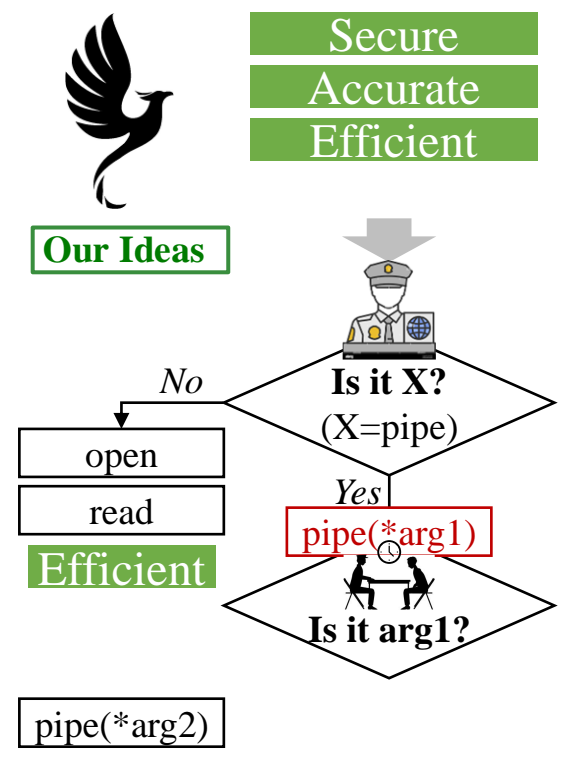 Secure
Accurate
Efficient
Our Ideas
No
Is it X?
(X=pipe)
open
Yes
read
pipe(*arg1)
Efficient
Is it arg1?
pipe(*arg2)